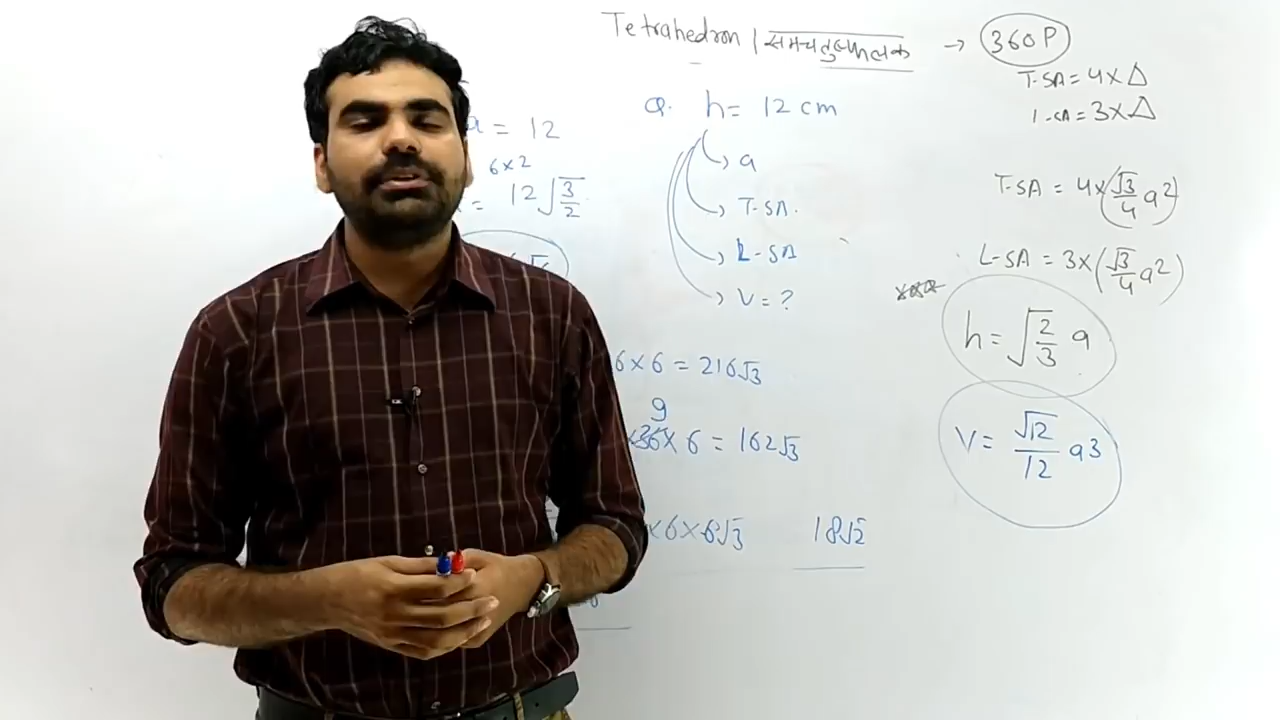 Tetrahedron | समचतुष्फलक → 360P
T-SA = 4×△
L-SA = 3×△
Q. h = 12 cm
a
T-SA.
L-SA
V = ?
a = 12
6×2
= 12√3/2
T-SA = 4×(√3/4 a²)
L-SA = 3×(√3/4 a²)
h = √2/3 a
V = √12/12 a³
6×6 = 216√3
9
×36×6 = 162√3
×6×6√3 18√2